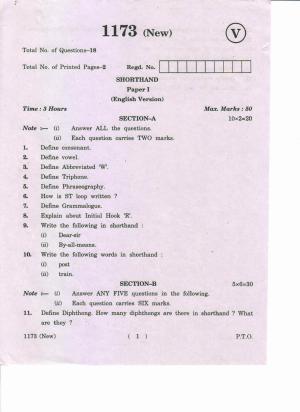 1173 (New)
V
Total No. of Questions-18
Total No. of Printed Pages-2 Regd. No.
SHORTHAND
Paper I
(English Version)
Time : 3 Hours Max. Marks : 50
SECTION-A 10×2=20
Note :— (i) Answer ALL the questions.
(ii) Each question carries TWO marks.
1. Define consonant.
2. Define vowel.
3. Define Abbreviated 'W'.
4. Define Triphone.
5. Define Phraseography.
6. How is ST loop written ?
7. Define Grammalogue.
8. Explain about Initial Hook 'R'.
9. Write the following in shorthand :
(i) Dear-sir
(ii) By-all-means.
10. Write the following words in shorthand :
(i) post
(ii) train.
SECTION-B 5×6=30
Note :— (i) Answer ANY FIVE questions in the following.
(ii) Each question carries SIX marks.
11. Define Diphthong. How many diphthongs are there in shorthand ? What
are they ?
1173 (New) ( 1 ) P.T.O.